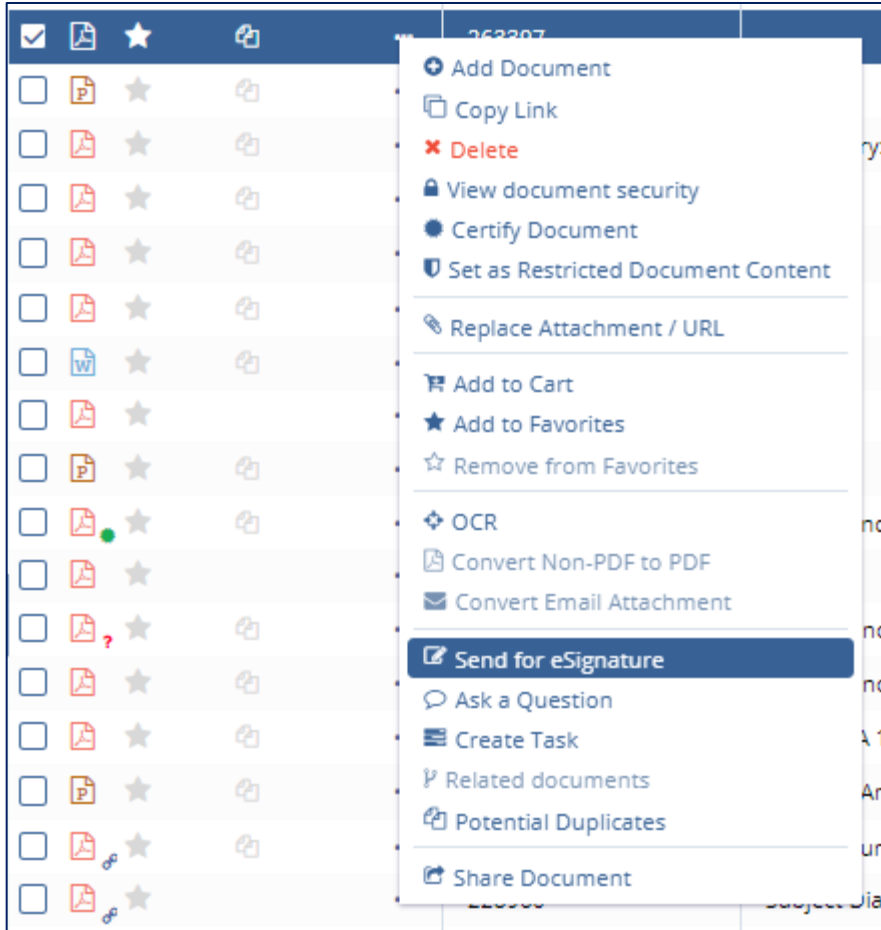 263397
Add Document
Copy Link
Delete
View document security
Certify Document
Set as Restricted Document Content
Replace Attachment / URL
Add to Cart
Add to Favorites
Remove from Favorites
OCR
Convert Non-PDF to PDF
Convert Email Attachment
Send for eSignature
Ask a Question
Create Task
Related documents
Potential Duplicates
Share Document